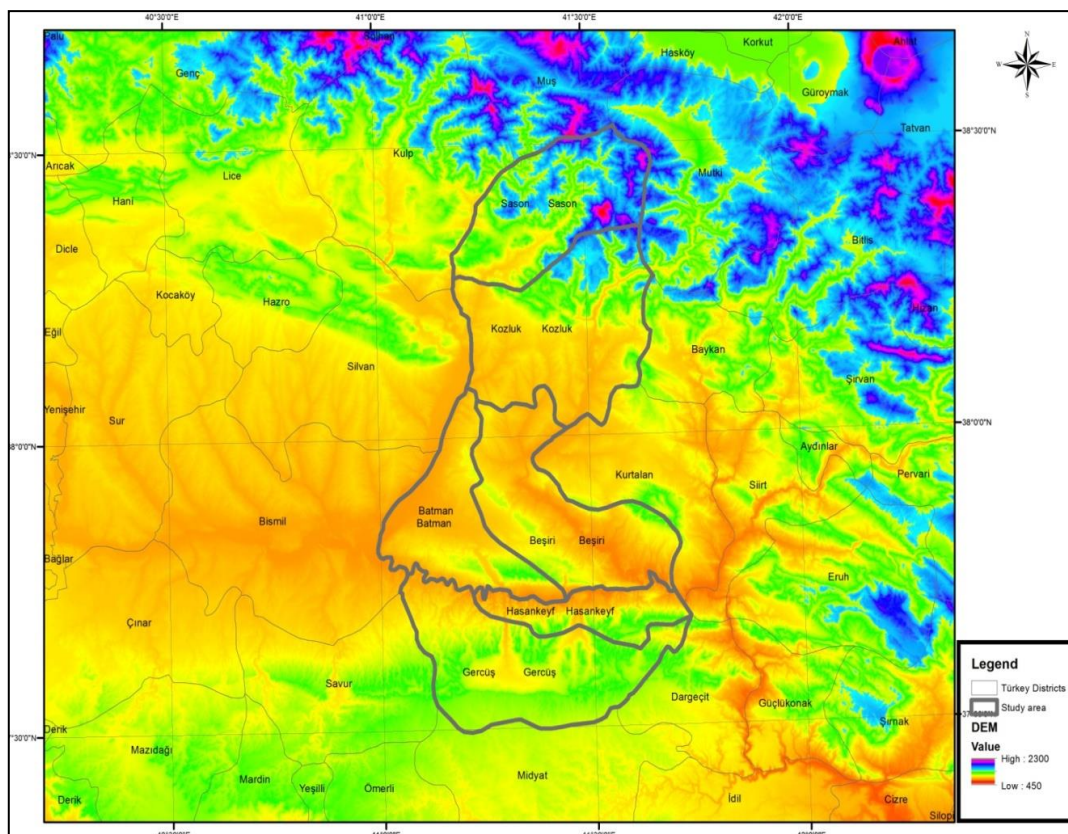 40°30'0"E 41°0'0"E 41°30'0"E 42°0'0"E
Palu
Korkut
Ahlat
Hasköy
Genç
Muş
Güroymak
N
W E
S
Tatvan
38°30'0"N
Kulp
Arıcak
Lice
Mutki
Hani
Sason Sason
Dicle
Bitlis
Kocaköy
Hazro
Eğil
Kozluk Kozluk
Silvan
Baykan
Şirvan
Yenişehir
Sur
38°0'0"N
Aydınlar
Pervari
Kurtalan
Siirt
Batman
Batman
Bismil
Beşiri Beşiri
Bağlar
Eruh
Hasankeyf Hasankeyf
Çınar
Gercüş Gercüş
Savur
Dargeçit
Güçlükonak
Şırnak
Derik
Mazıdağı
Mardin
Yeşilli
Ömerli
Midyat
İdil
Derik
Cizre
Silopi
Legend
Türkey Districts
Study area
DEM
Value
High : 2300
Low : 450